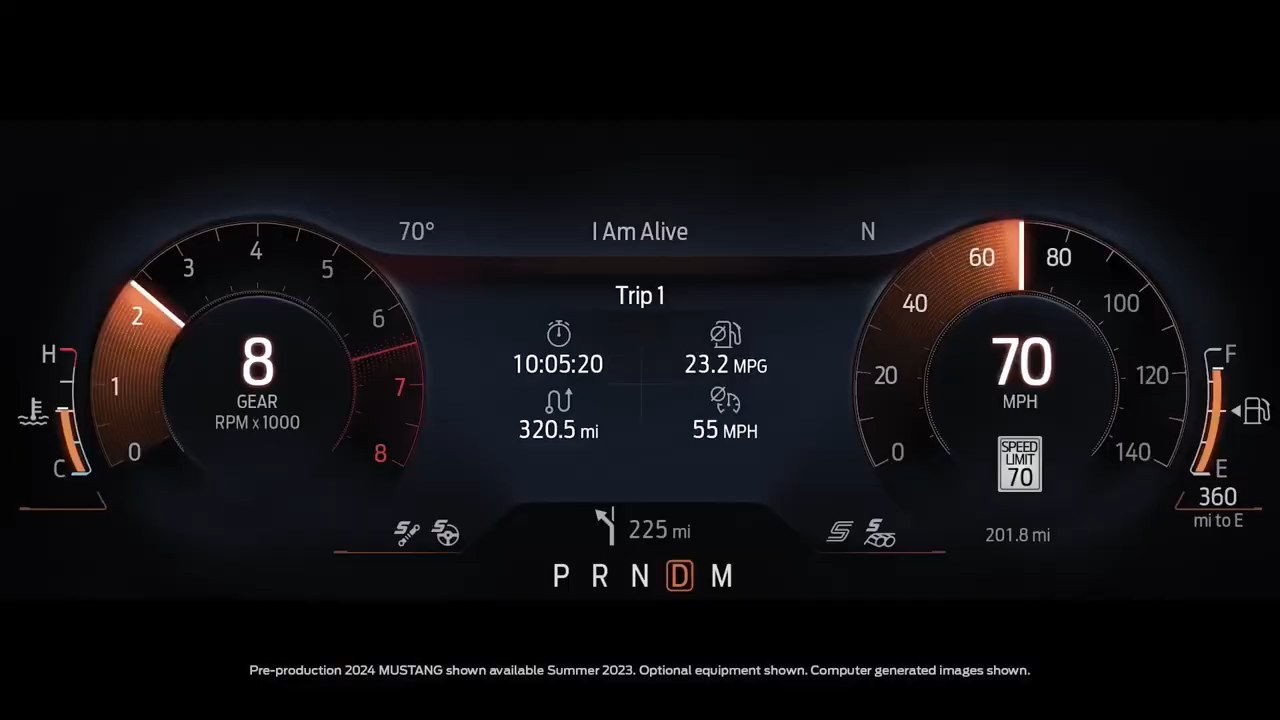 70° I Am Alive N
Trip 1
10:05:20 23.2 MPG
320.5 mi 55 MPH
0 1 2 3 4 5 6 7 8
8
GEAR
RPM x 1000
H
C
0 20 40 60 80 100 120 140
70
MPH
SPEED
LIMIT
70
201.8 mi
F
E
360
mi to E
S S 225 mi S S
P R N D M
Pre-production 2024 MUSTANG shown available Summer 2023. Optional equipment shown. Computer generated images shown.